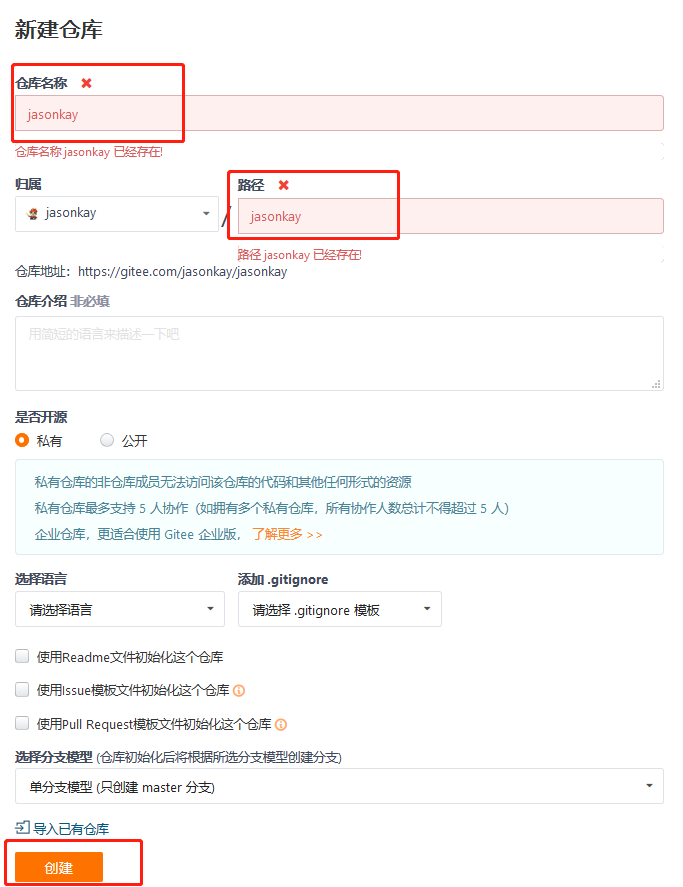 新建仓库
仓库名称 ✖
jasonkay
仓库名称 jasonkay 已经存在!
归属
路径 ✖
jasonkay
/
jasonkay
路径 jasonkay 已经存在!
仓库地址：https://gitee.com/jasonkay/jasonkay
仓库介绍 非必填
用简短的语言来描述一下吧
是否开源
私有
公开
私有仓库的非仓库成员无法访问该仓库的代码和其他任何形式的资源
私有仓库最多支持 5 人协作（如拥有多个私有仓库，所有协作人数总计不得超过 5 人）
企业仓库，更适合使用 Gitee 企业版， 了解更多 >>
选择语言
添加 .gitignore
请选择语言
请选择 .gitignore 模板
使用Readme文件初始化这个仓库
使用Issue模板文件初始化这个仓库
使用Pull Request模板文件初始化这个仓库
选择分支模型 (仓库初始化后将根据所选分支模型创建分支)
单分支模型 (只创建 master 分支)
导入已有仓库
创建